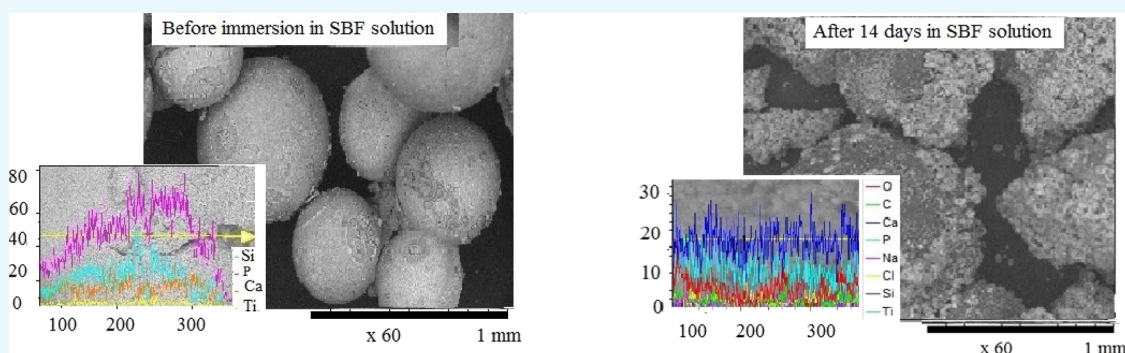 Before immersion in SBF solution
80
60
40
20
0
100 200 300
Si
P
Ca
Ti
x 60 1 mm
After 14 days in SBF solution
30
20
10
0
100 200 300
O
C
Ca
P
Na
Cl
Si
Ti
x 60 1 mm